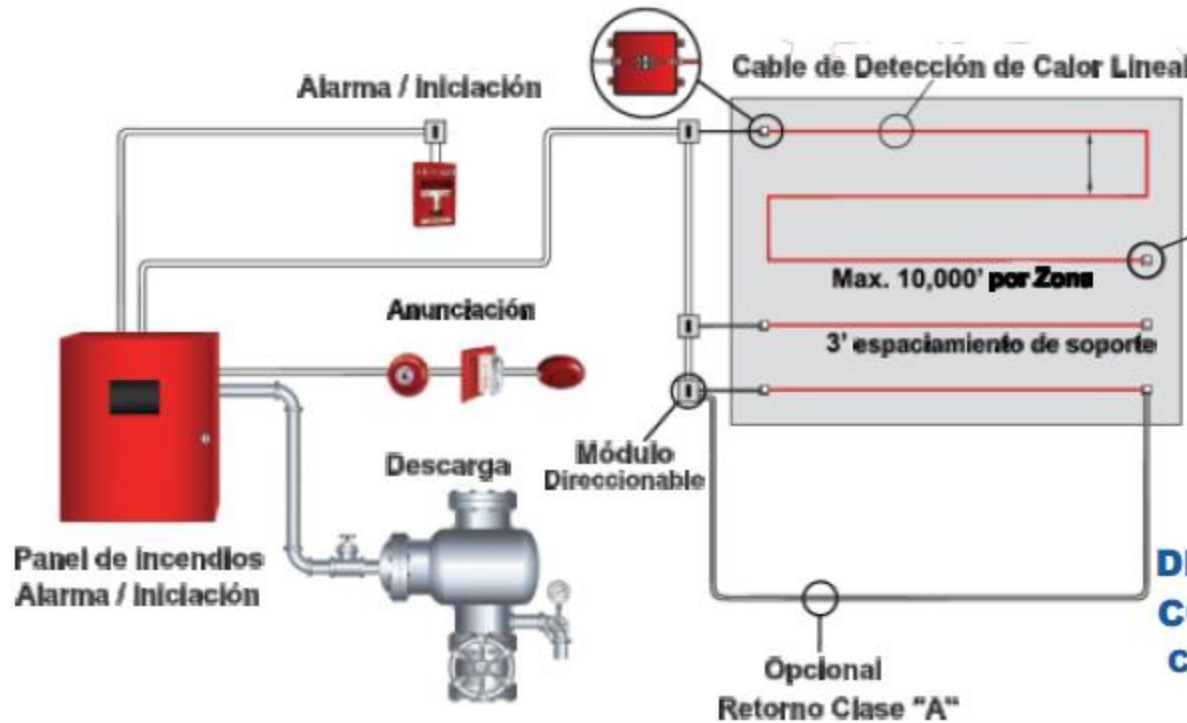 Alarma / Iniciación
Cable de Detección de Calor Lineal
Max. 10,000' por Zona
Anunciación
3' espaciamiento de soporte
Descarga
Módulo
Direccionable
Panel de incendios
Alarma / Iniciación
Opcional
Retorno Clase "A"